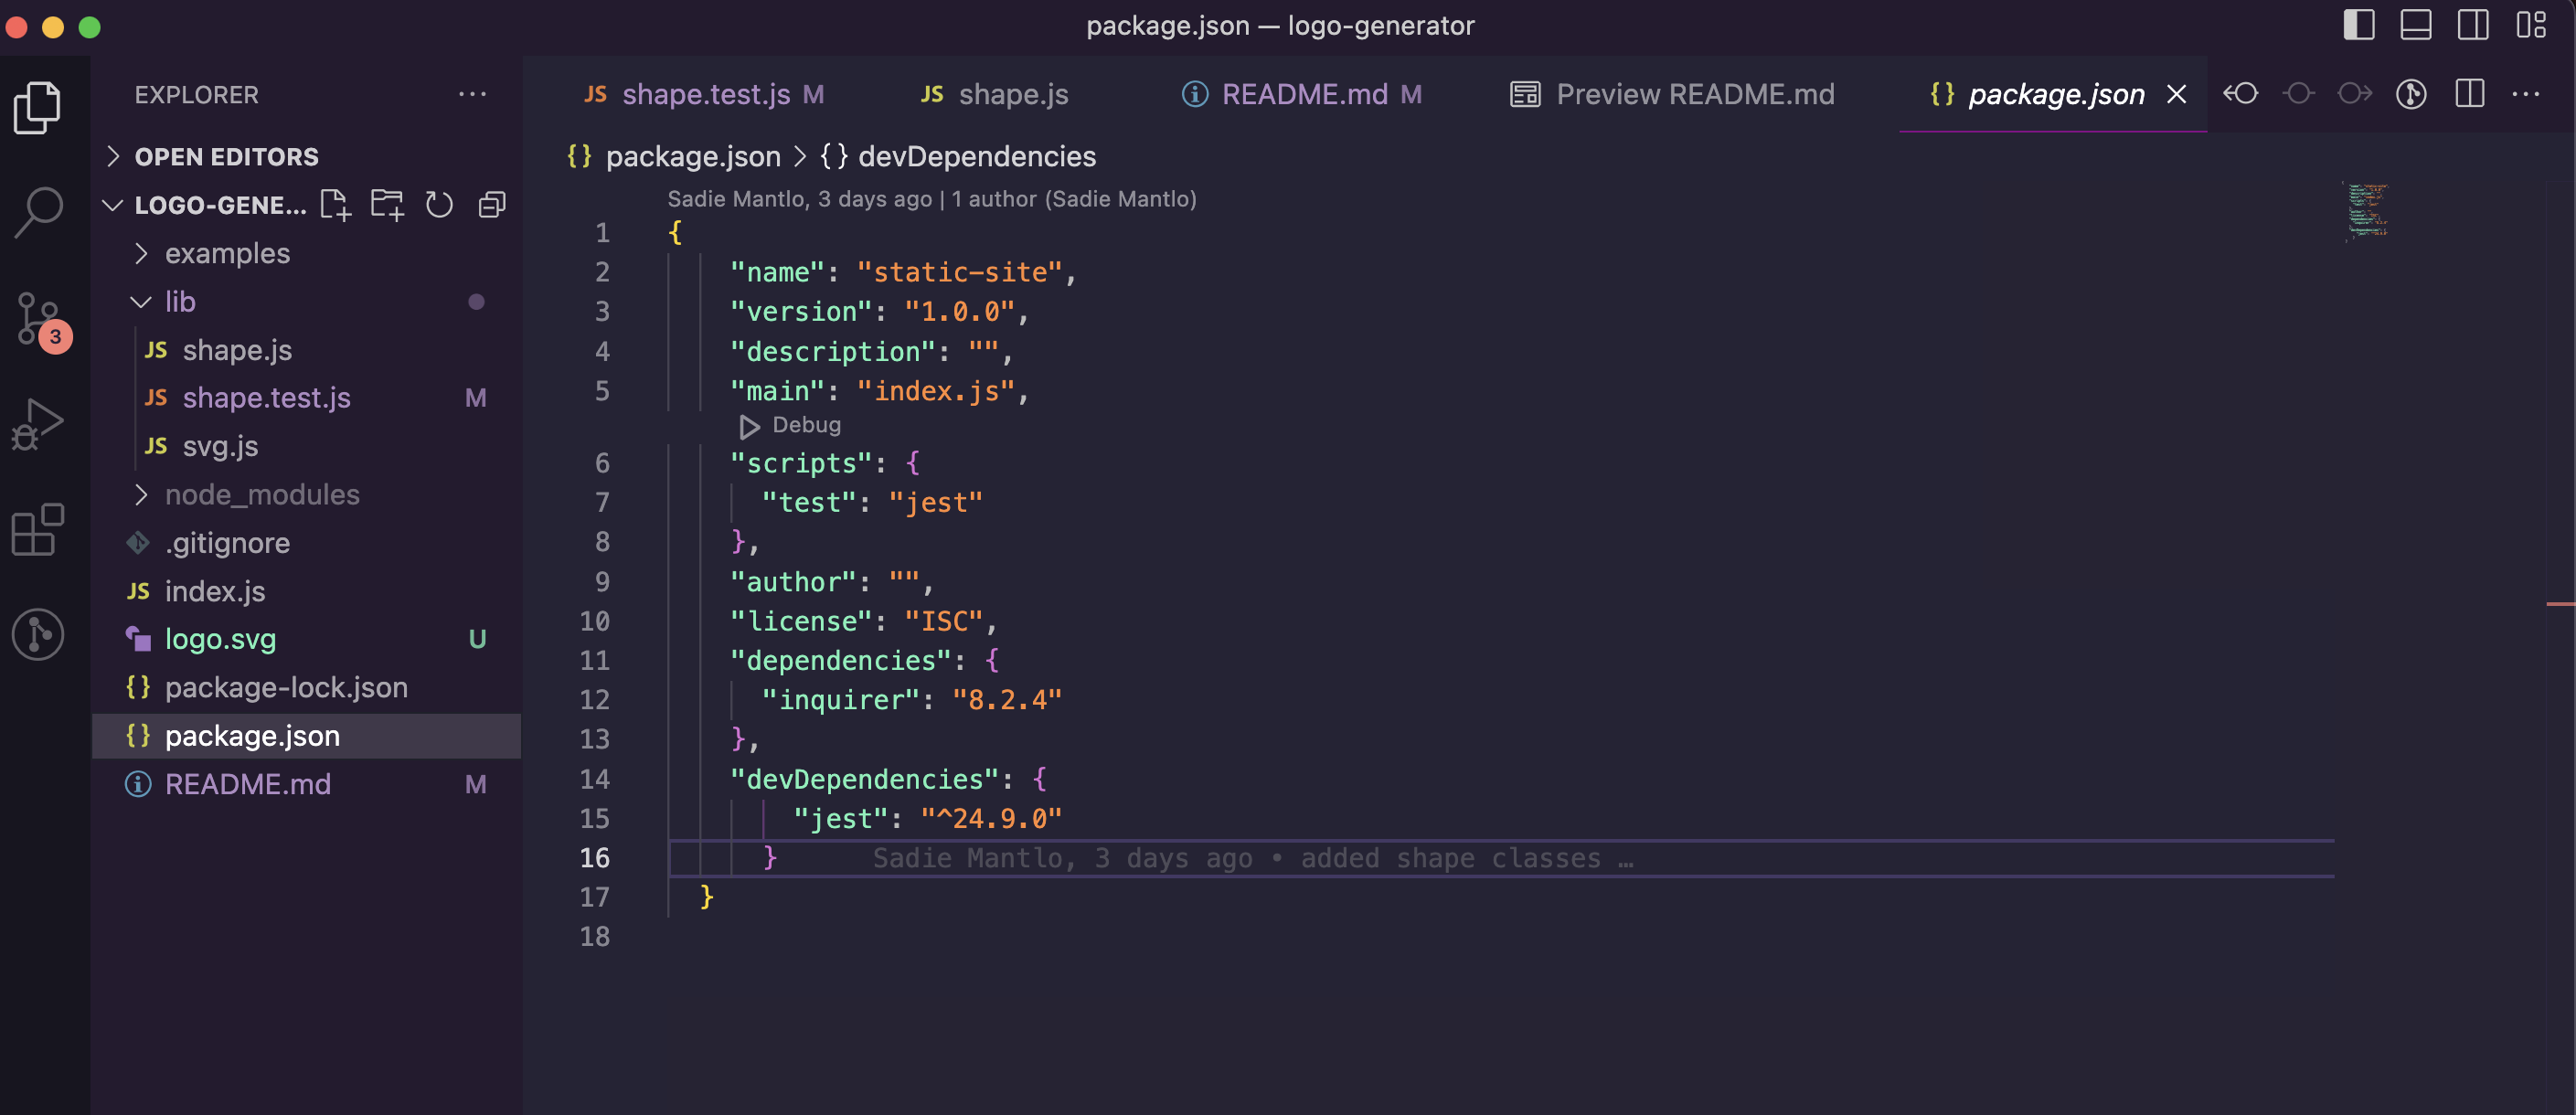 package.json — logo-generator
EXPLORER
OPEN EDITORS
LOGO-GENE...
examples
lib
JS shape.js
JS shape.test.js M
JS svg.js
node_modules
.gitignore
JS index.js
logo.svg U
{} package-lock.json
{} package.json
README.md M
3
JS shape.test.js M
JS shape.js
README.md M
Preview README.md
{} package.json
{} package.json > {} devDependencies
Sadie Mantlo, 3 days ago | 1 author (Sadie Mantlo)
1 {
2 "name": "static-site",
3 "version": "1.0.0",
4 "description": "",
5 "main": "index.js",
Debug
6 "scripts": {
7 "test": "jest"
8 },
9 "author": "",
10 "license": "ISC",
11 "dependencies": {
12 "inquirer": "8.2.4"
13 },
14 "devDependencies": {
15 "jest": "^24.9.0"
16 } Sadie Mantlo, 3 days ago • added shape classes …
17 }
18